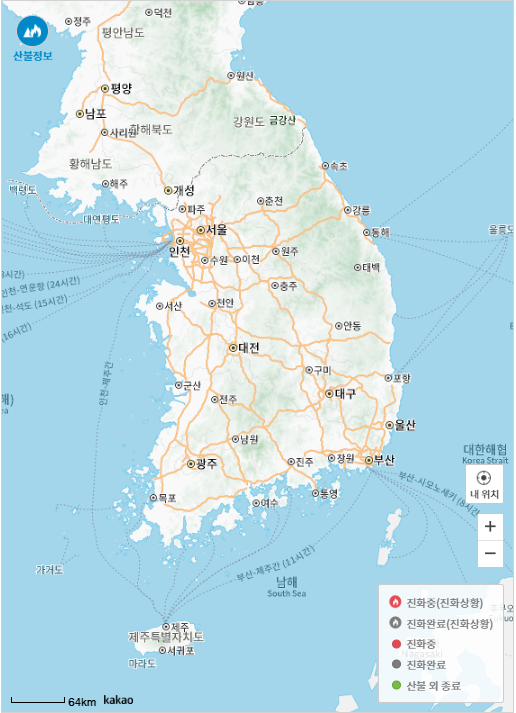 덕천
정주
평안남도
산불정보
원산
평양
남포
강원도
금강산
사리원
황해북도
황해남도
속초
해주
개성
백령도
파주
춘천
강릉
대연평도
서울
동해
울릉도
인천
원주
수원
이천
태백
3시간)
인천-연운항 (24시간)
충주
천-석도 (15시간)
서산
천안
(16시간)
안동
대전
구미
포항
인천-제주간
군산
대구
해)
전주
울산
남원
대한해협
Korea Strait
광주
진주
창원
부산
내 위치
부산-시모노세키 (8시간)
목포
여수
통영
+
−
부산-제주간 (11시간)
가거도
남해
South Sea
진화중(진화상황)
진화완료(진화상황)
제주
제주특별자치도
진화중
서귀포
Nagasaki
마라도
진화완료
산불 외 종료
64km
kakao